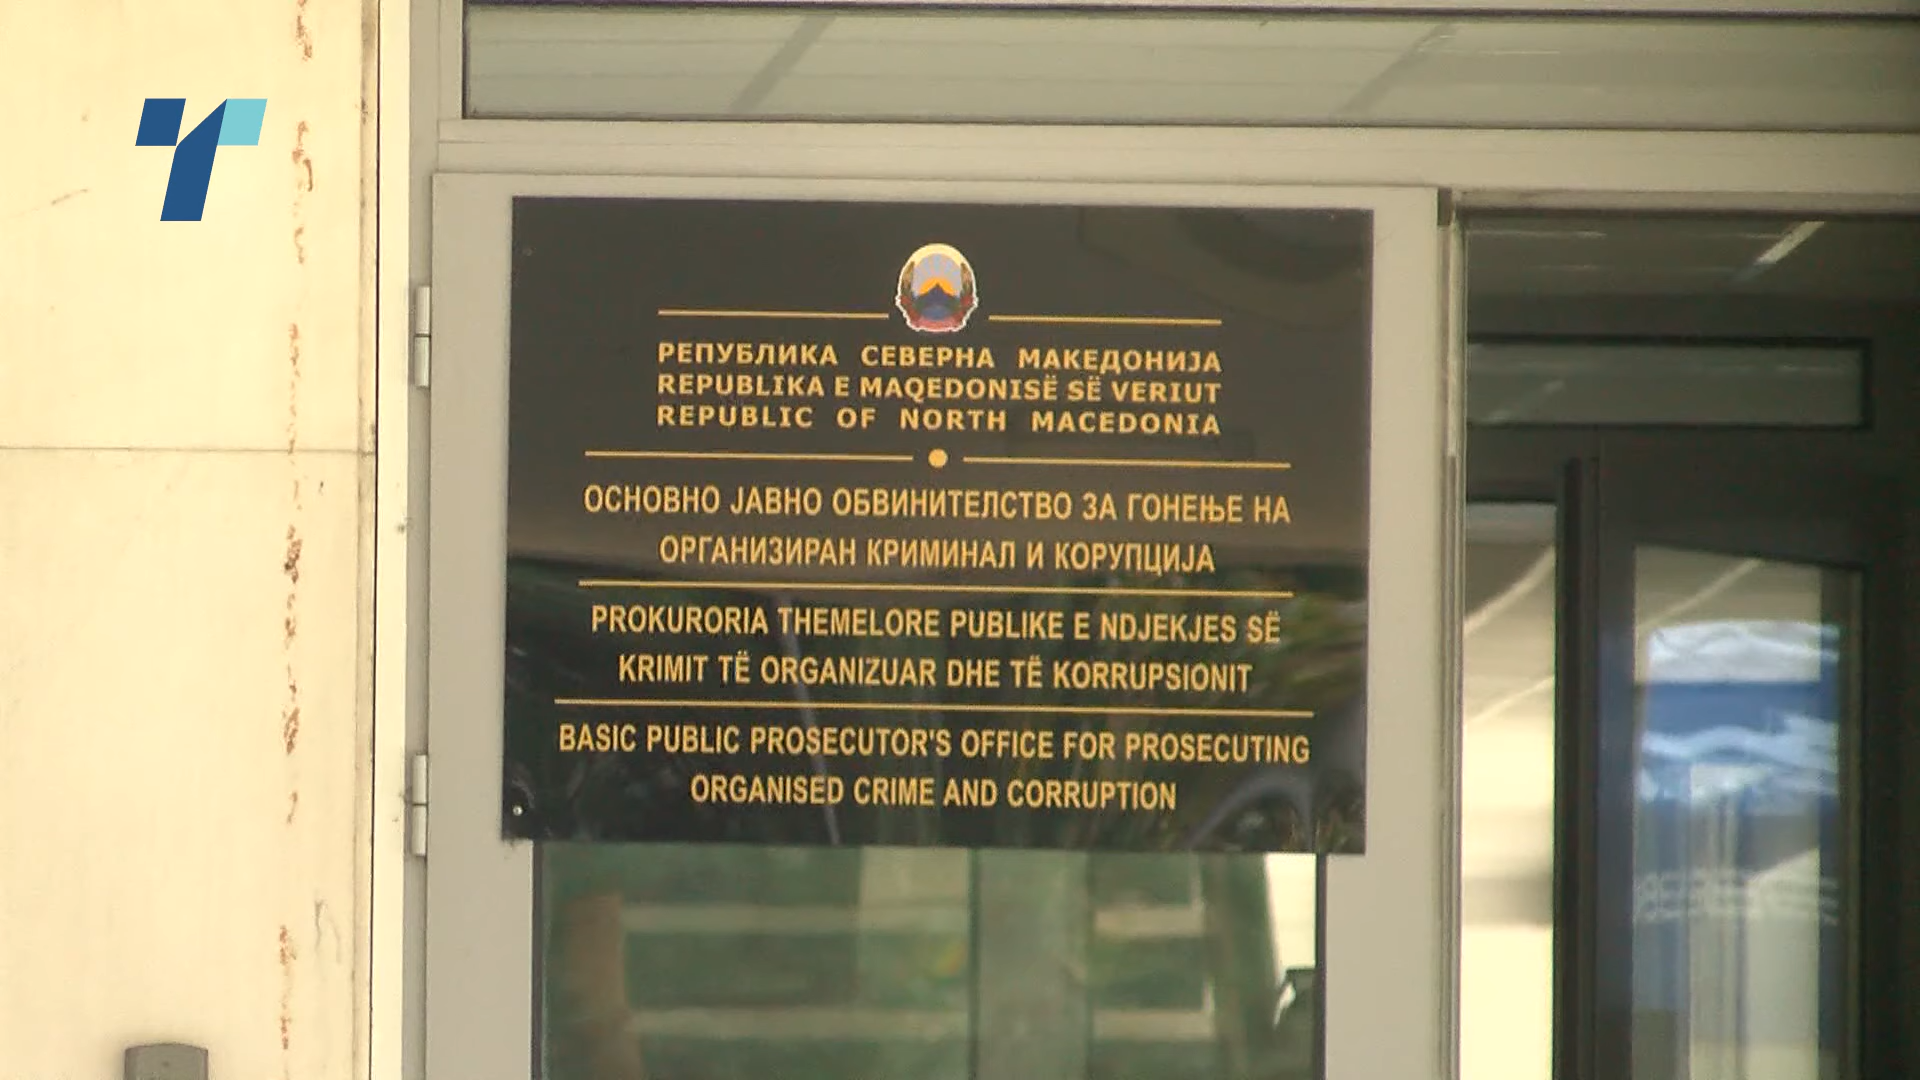 РЕПУБЛИКА СЕВЕРНА МАКЕДОНИЈА
REPUBLIKA E MAQEDONISË SË VERIUT
REPUBLIC OF NORTH MACEDONIA
ОСНОВНО ЈАВНО ОБВИНИТЕЛСТВО ЗА ГОНЕЊЕ НА
ОРГАНИЗИРАН КРИМИНАЛ И КОРУПЦИЈА
PROKURORIA THEMELORE PUBLIKE E NDJEKJES SË
KRIMIT TË ORGANIZUAR DHE TË KORRUPSIONIT
BASIC PUBLIC PROSECUTOR'S OFFICE FOR PROSECUTING
ORGANISED CRIME AND CORRUPTION